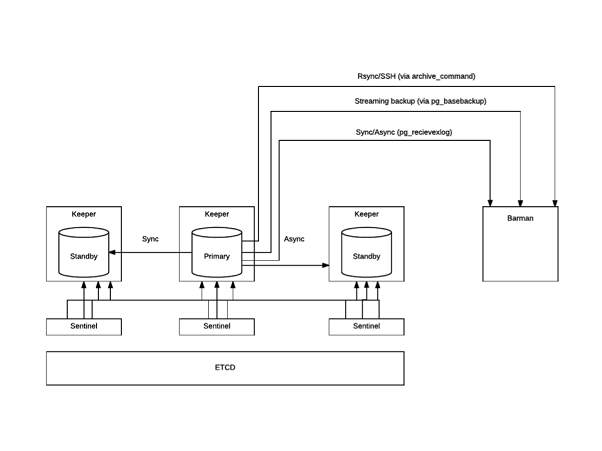 Rsync/SSH (via archive_command)
Streaming backup (via pg_basebackup)
Sync/Async (pg_recievexlog)
Keeper
Keeper
Keeper
Barman
Sync
Async
Standby
Primary
Standby
Sentinel
Sentinel
Sentinel
ETCD